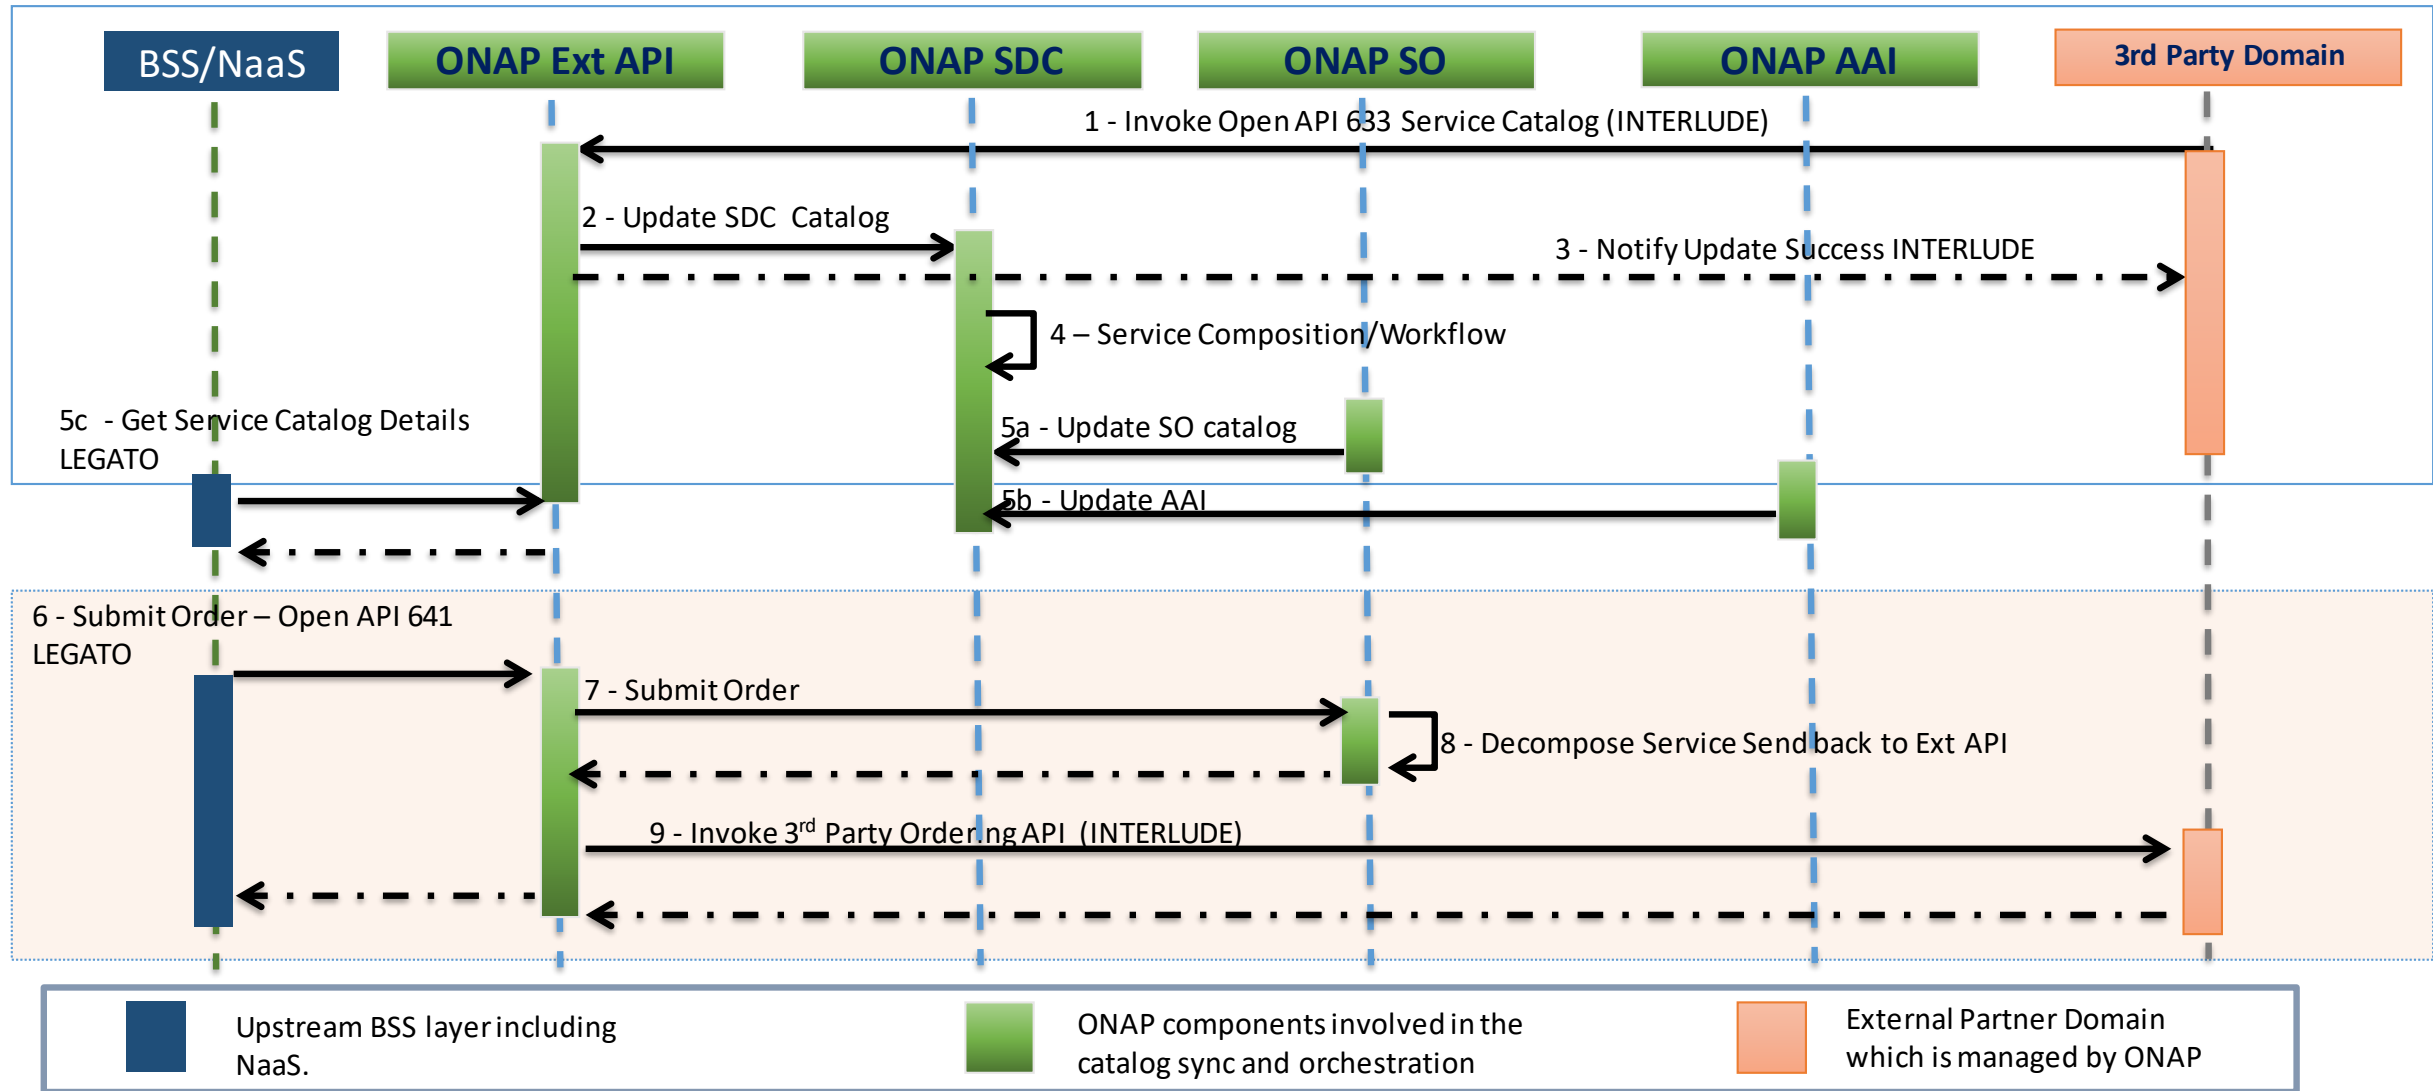 BSS/NaaS
ONAP Ext API
ONAP SDC
ONAP SO
ONAP AAI
3rd Party Domain
1 - Invoke Open API 633 Service Catalog (INTERLUDE)
2 - Update SDC Catalog
3 - Notify Update Success INTERLUDE
4 – Service Composition/Workflow
5c - Get Service Catalog Details
LEGATO
5a - Update SO catalog
5b - Update AAI
6 - Submit Order – Open API 641
LEGATO
7 - Submit Order
8 - Decompose Service Send back to Ext API
9 - Invoke 3rd Party Ordering API (INTERLUDE)
Upstream BSS layer including
NaaS.
ONAP components involved in the
catalog sync and orchestration
External Partner Domain
which is managed by ONAP